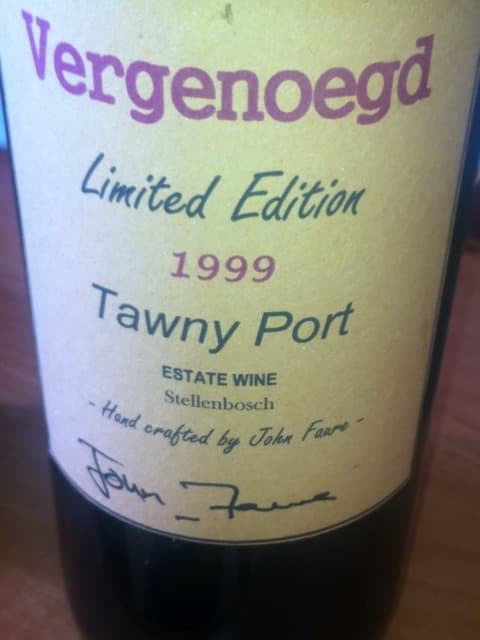 Vergenoegd
Limited Edition
1999
Tawny Port
ESTATE WINE
Stellenbosch
- Hand crafted by John Faure -
John Faure